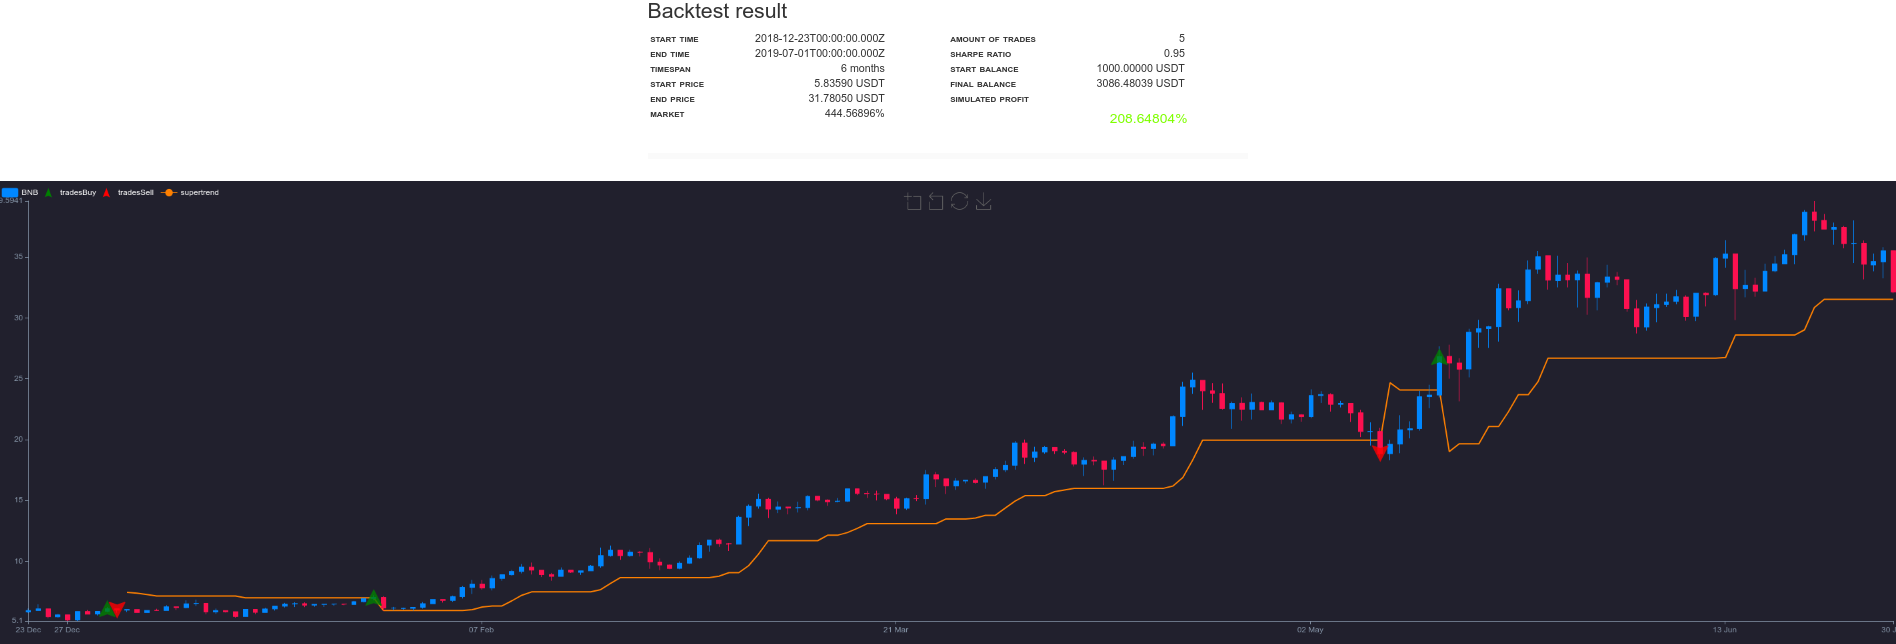 Backtest result
START TIME 2018-12-23T00:00:00.000Z
END TIME 2019-07-01T00:00:00.000Z
TIMESPAN 6 months
START PRICE 5.83590 USDT
END PRICE 31.78050 USDT
MARKET 444.56896%
AMOUNT OF TRADES 5
SHARPE RATIO 0.95
START BALANCE 1000.00000 USDT
FINAL BALANCE 3086.48039 USDT
SIMULATED PROFIT
208.64804%
BNB tradesBuy tradesSell supertrend
.5941
35
30
25
20
15
10
5.1
23 Dec 27 Dec 07 Feb 21 Mar 02 May 13 Jun 30